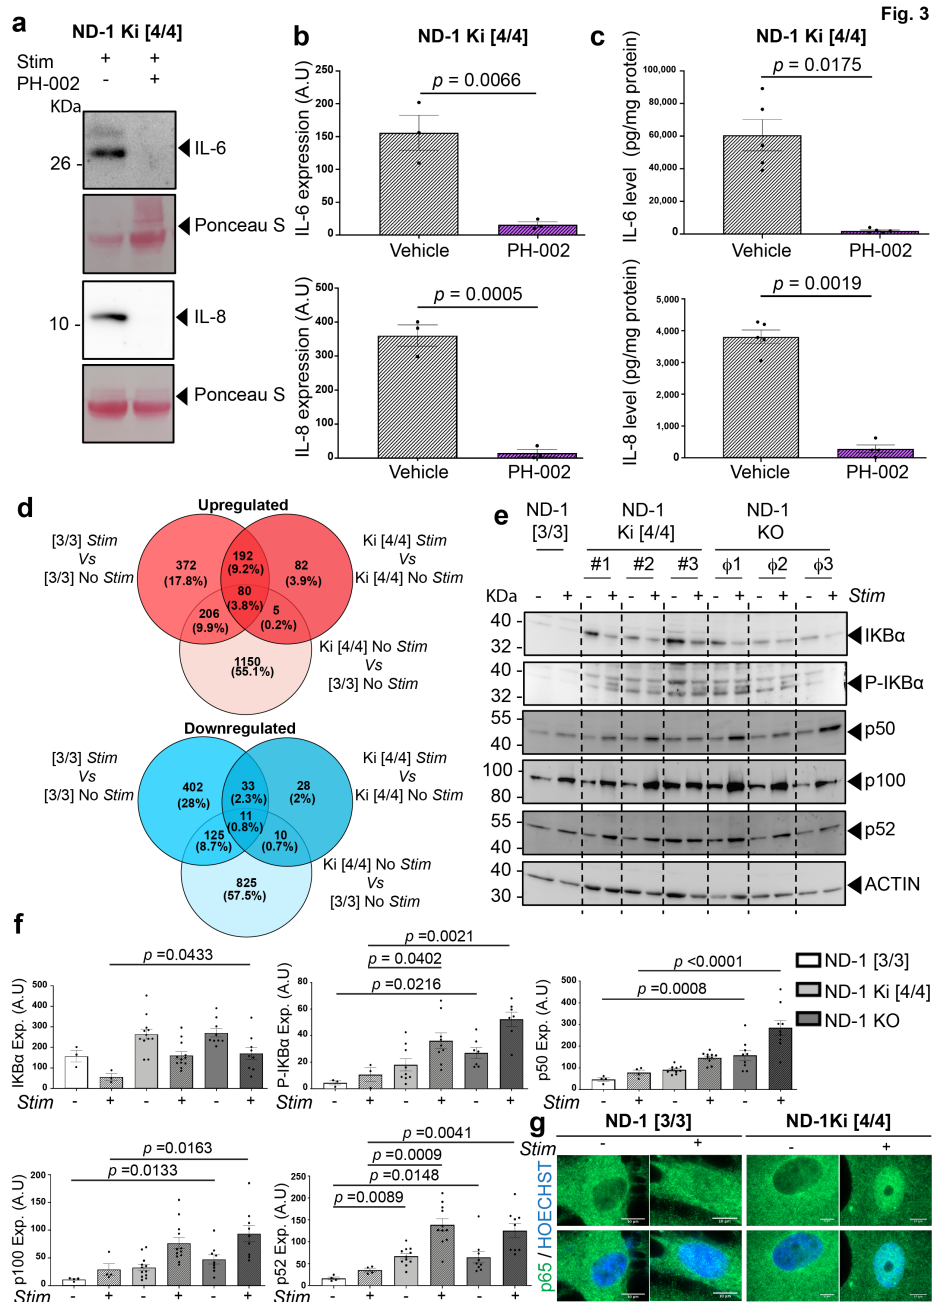 Fig. 3
a
ND-1 Ki [4/4]
Stim + +
PH-002 - +
KDa
26 -
IL-6
Ponceau S
10 -
IL-8
Ponceau S
b
ND-1 Ki [4/4]
IL-6 expression (A.U)
250
200
150
100
50
0
p = 0.0066
Vehicle PH-002
IL-8 expression (A.U)
500
400
300
200
100
0
p = 0.0005
Vehicle PH-002
c
ND-1 Ki [4/4]
IL-6 level (pg/mg protein)
100,000
80,000
60,000
40,000
20,000
0
p = 0.0175
Vehicle PH-002
IL-8 level (pg/mg protein)
5,000
4,000
3,000
2,000
1,000
0
p = 0.0019
Vehicle PH-002
d
Upregulated
[3/3] Stim
Vs
[3/3] No Stim
Ki [4/4] Stim
Vs
Ki [4/4] No Stim
372
(17.8%)
192
(9.2%)
82
(3.9%)
80
(3.8%)
206
(9.9%)
5
(0.2%)
1150
(55.1%)
Ki [4/4] No Stim
Vs
[3/3] No Stim
Downregulated
[3/3] Stim
Vs
[3/3] No Stim
Ki [4/4] Stim
Vs
Ki [4/4] No Stim
402
(28%)
33
(2.3%)
28
(2%)
11
(0.8%)
125
(8.7%)
10
(0.7%)
825
(57.5%)
Ki [4/4] No Stim
Vs
[3/3] No Stim
e
ND-1
[3/3]
ND-1
Ki [4/4]
ND-1
KO
#1 #2 #3 ϕ1 ϕ2 ϕ3
KDa - + - + - + - + - + - + - + Stim
40 -
32 -
IKBα
40 -
32 -
P-IKBα
55 -
40 -
p50
100 -
80 -
p100
55 -
40 -
p52
40 -
30 -
ACTIN
f
IKBα Exp. (A.U)
500
400
300
200
100
0
p =0.0433
Stim - + - + - +
P-IKBα Exp. (A.U)
80
60
40
20
0
p =0.0021
p = 0.0402
p =0.0216
Stim - + - + - +
p50 Exp. (A.U)
500
400
300
200
100
0
p <0.0001
p =0.0008
- + - + - +
ND-1 [3/3]
ND-1 Ki [4/4]
ND-1 KO
p100 Exp. (A.U)
200
150
100
50
0
p =0.0163
p =0.0133
Stim - + - + - +
p52 Exp. (A.U)
250
200
150
100
50
0
p =0.0041
p =0.0009
p =0.0148
p =0.0089
- + - + - +
g
ND-1 [3/3] ND-1Ki [4/4]
Stim - + - +
p65 / HOECHST